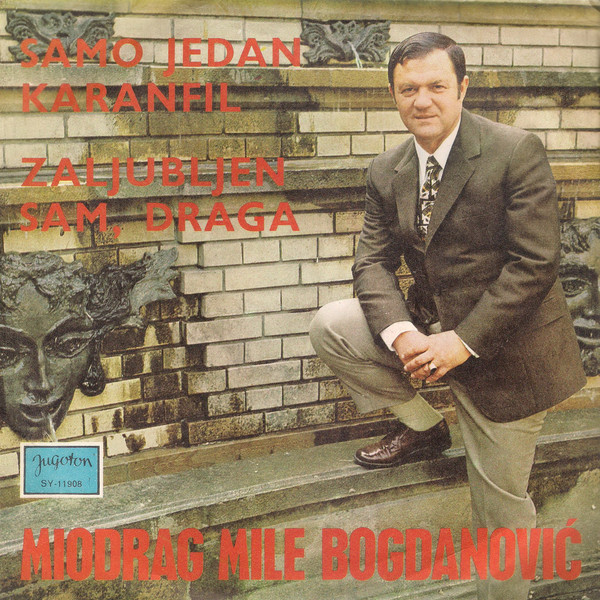 SAMO JEDAN
KARANFIL
ZALJUBLJEN
SAM, DRAGA
Jugoton
SY-11908
MIODRAG MILE BOGDANOVIĆ